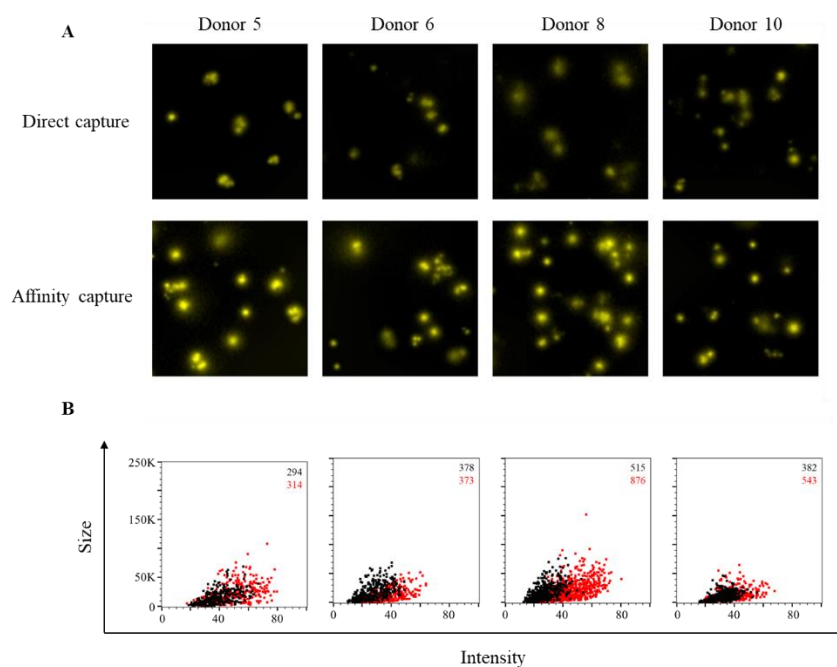 A
Donor 5 Donor 6 Donor 8 Donor 10
Direct capture
Affinity capture
B
250K
150K
50K
0
294
314
378
373
515
876
382
543
Size
0 40 80
0 40 80
0 40 80
0 40 80
Intensity